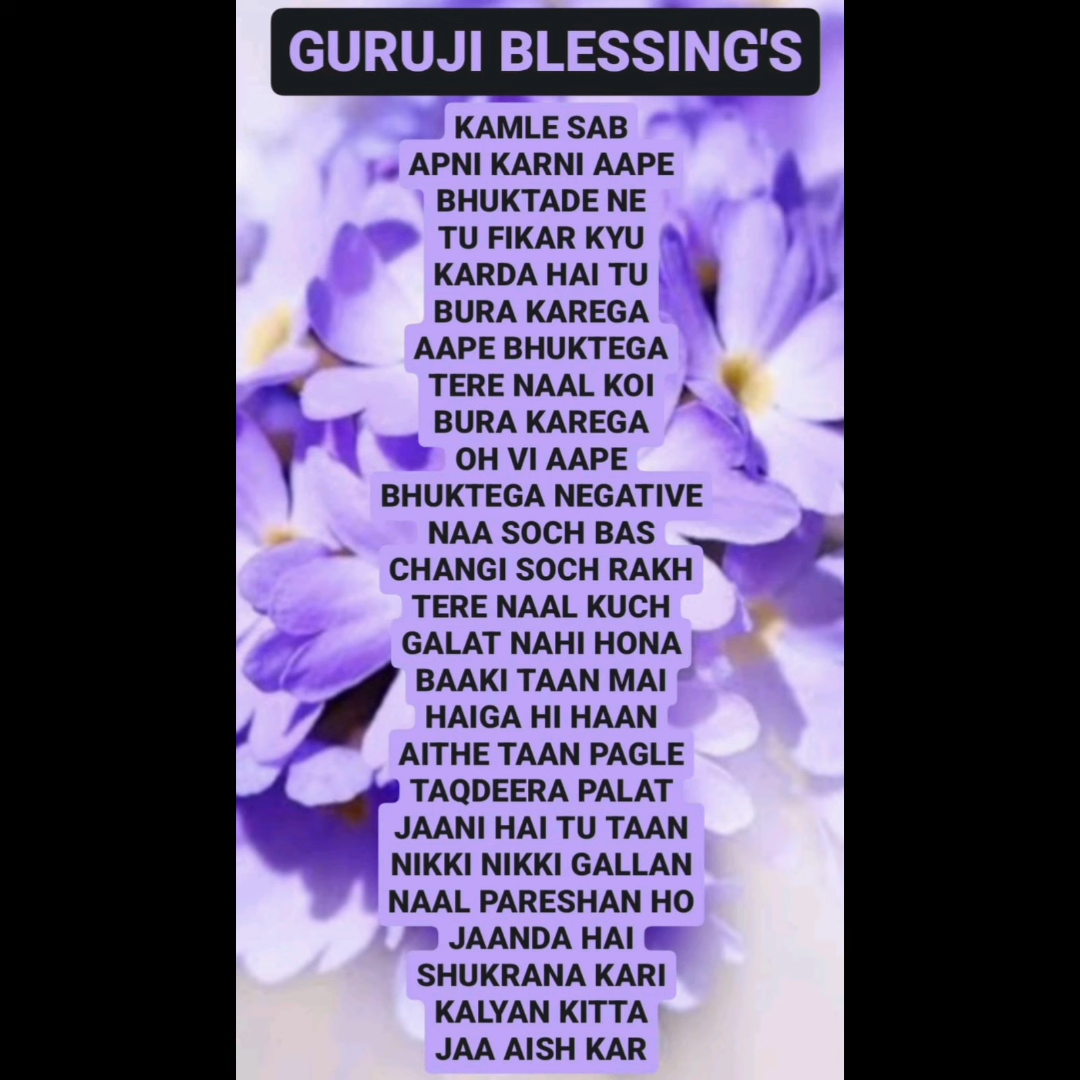 GURUJI BLESSING'S
KAMLE SAB
APNI KARNI AAPE
BHUKTADE NE
TU FIKAR KYU
KARDA HAI TU
BURA KAREGA
AAPE BHUKTEGA
TERE NAAL KOI
BURA KAREGA
OH VI AAPE
BHUKTEGA NEGATIVE
NAA SOCH BAS
CHANGI SOCH RAKH
TERE NAAL KUCH
GALAT NAHI HONA
BAAKI TAAN MAI
HAIGA HI HAAN
AITHE TAAN PAGLE
TAQDEERA PALAT
JAANI HAI TU TAAN
NIKKI NIKKI GALLAN
NAAL PARESHAN HO
JAANDA HAI
SHUKRANA KARI
KALYAN KITTA
JAA AISH KAR